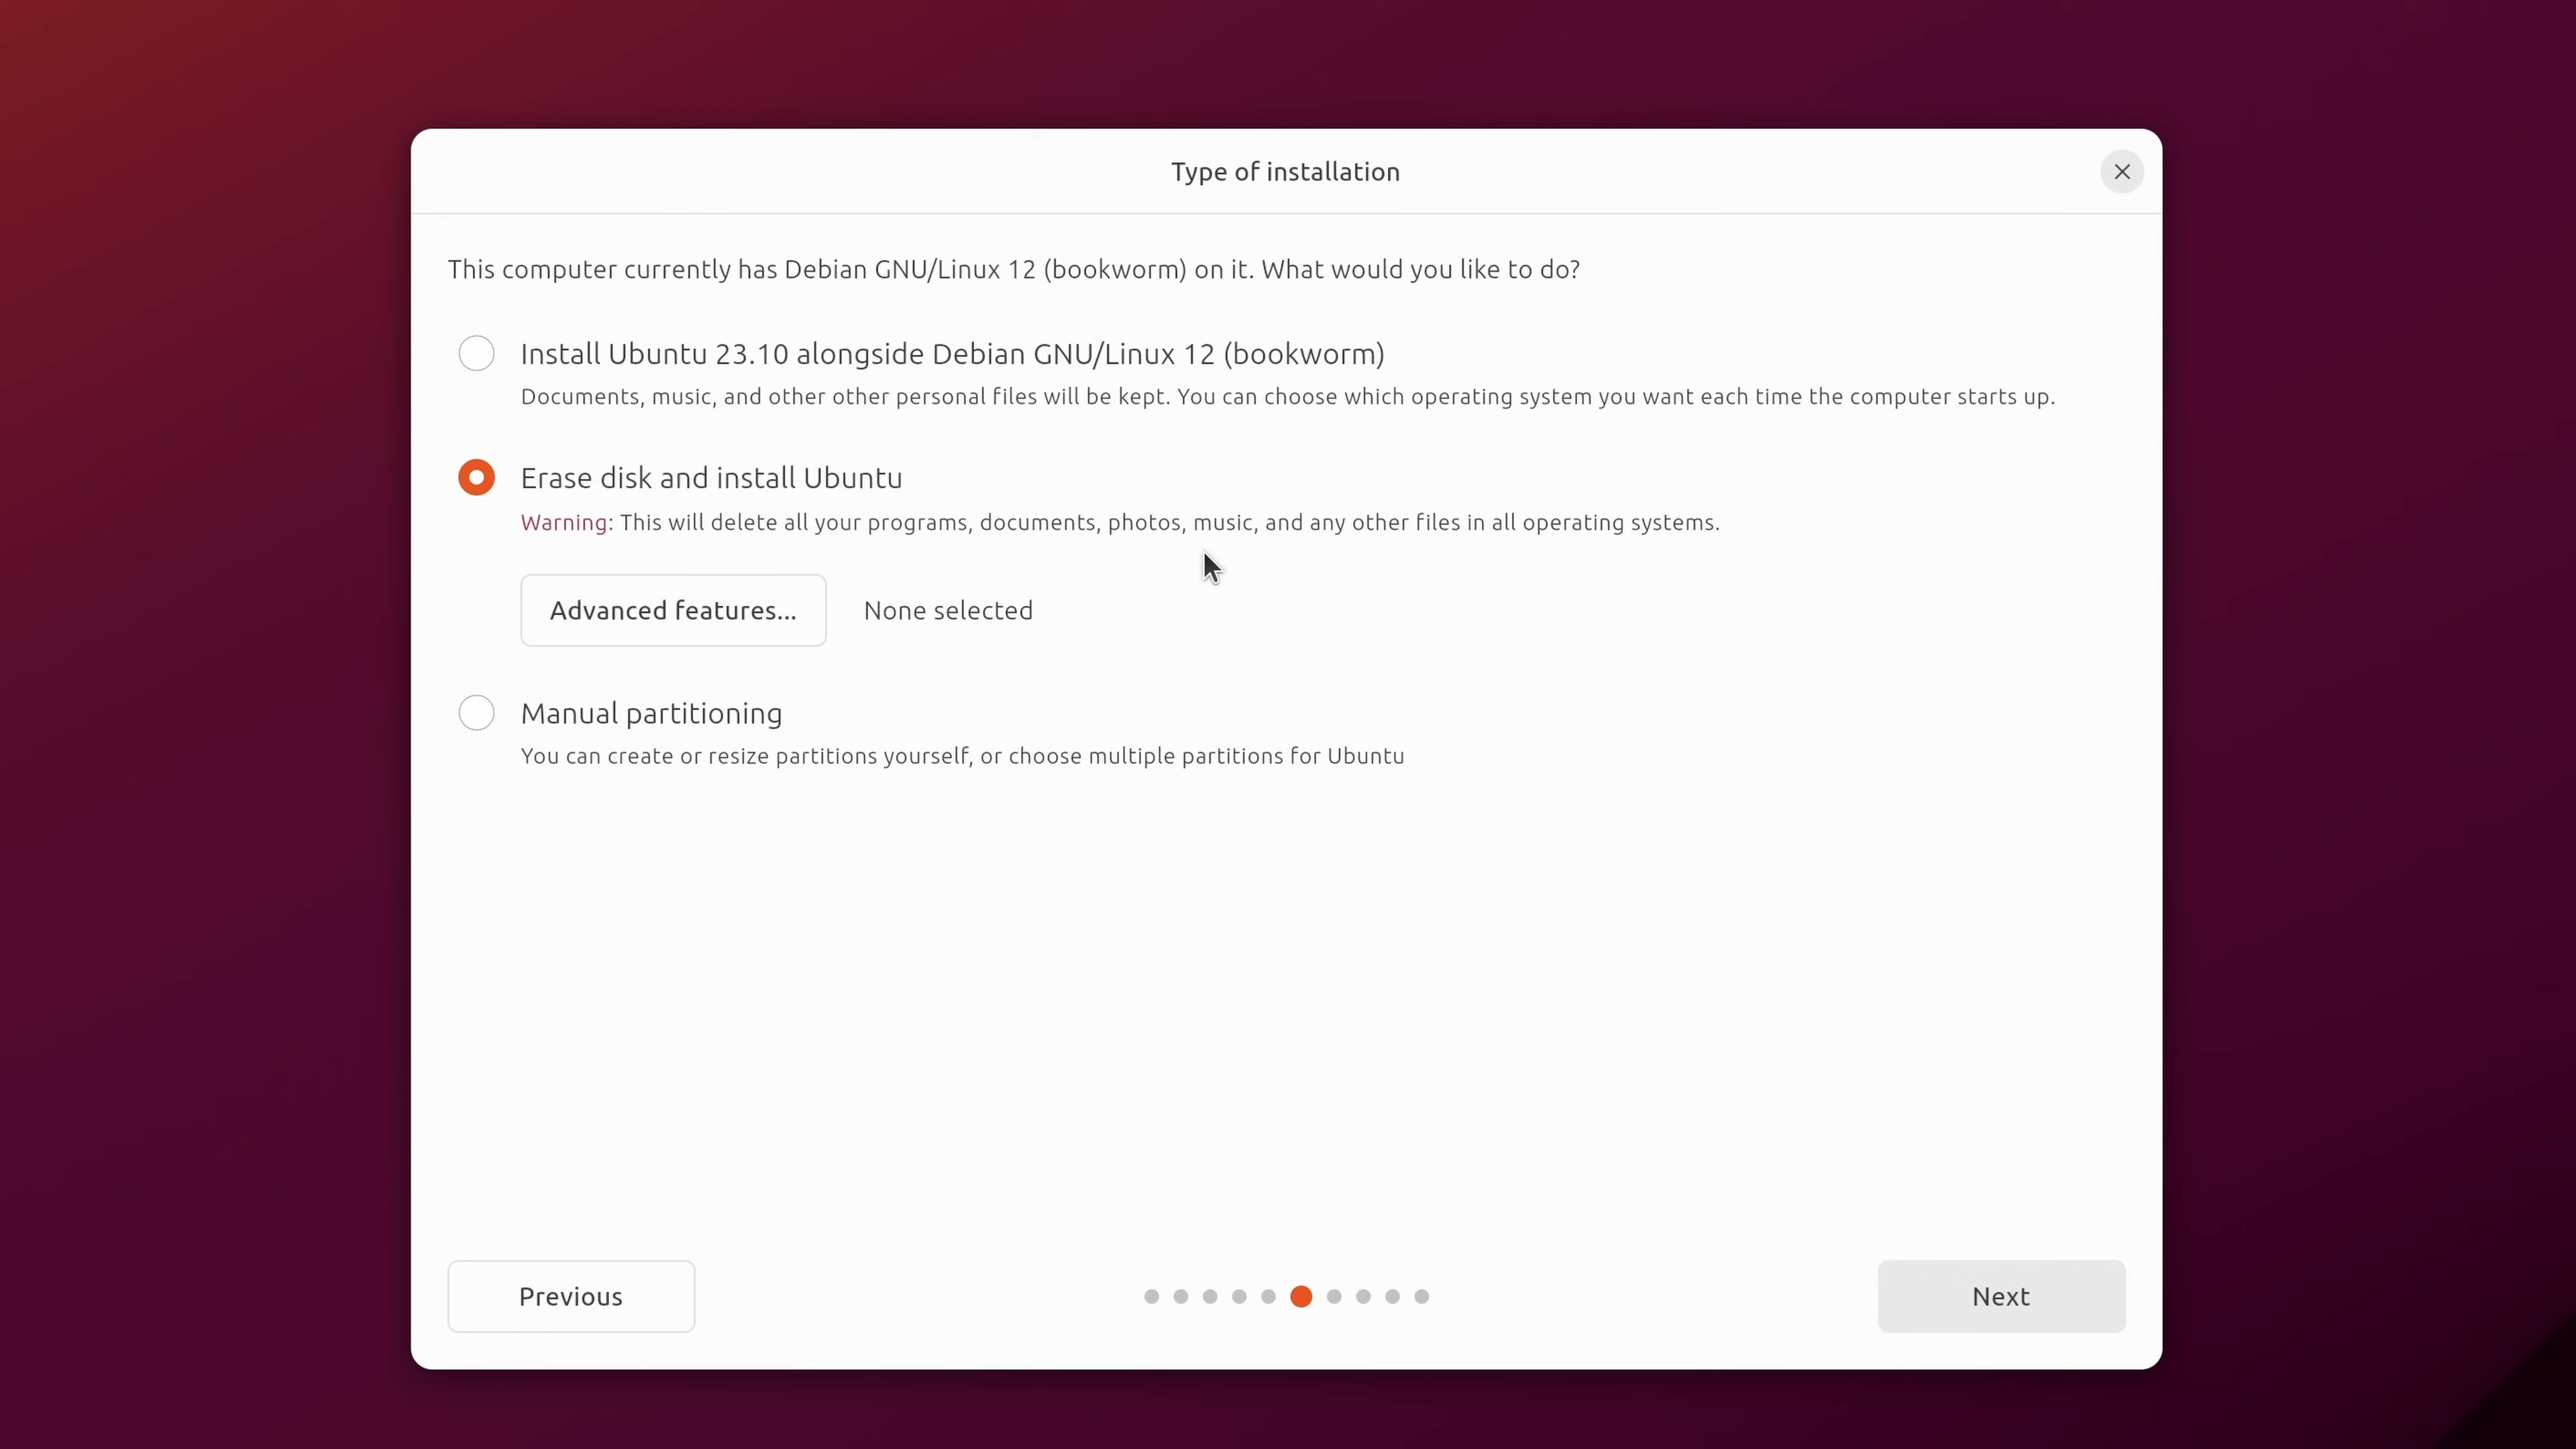 Type of installation
This computer currently has Debian GNU/Linux 12 (bookworm) on it. What would you like to do?
Install Ubuntu 23.10 alongside Debian GNU/Linux 12 (bookworm)
Documents, music, and other other personal files will be kept. You can choose which operating system you want each time the computer starts up.
Erase disk and install Ubuntu
Warning: This will delete all your programs, documents, photos, music, and any other files in all operating systems.
Advanced features... None selected
Manual partitioning
You can create or resize partitions yourself, or choose multiple partitions for Ubuntu
Previous Next